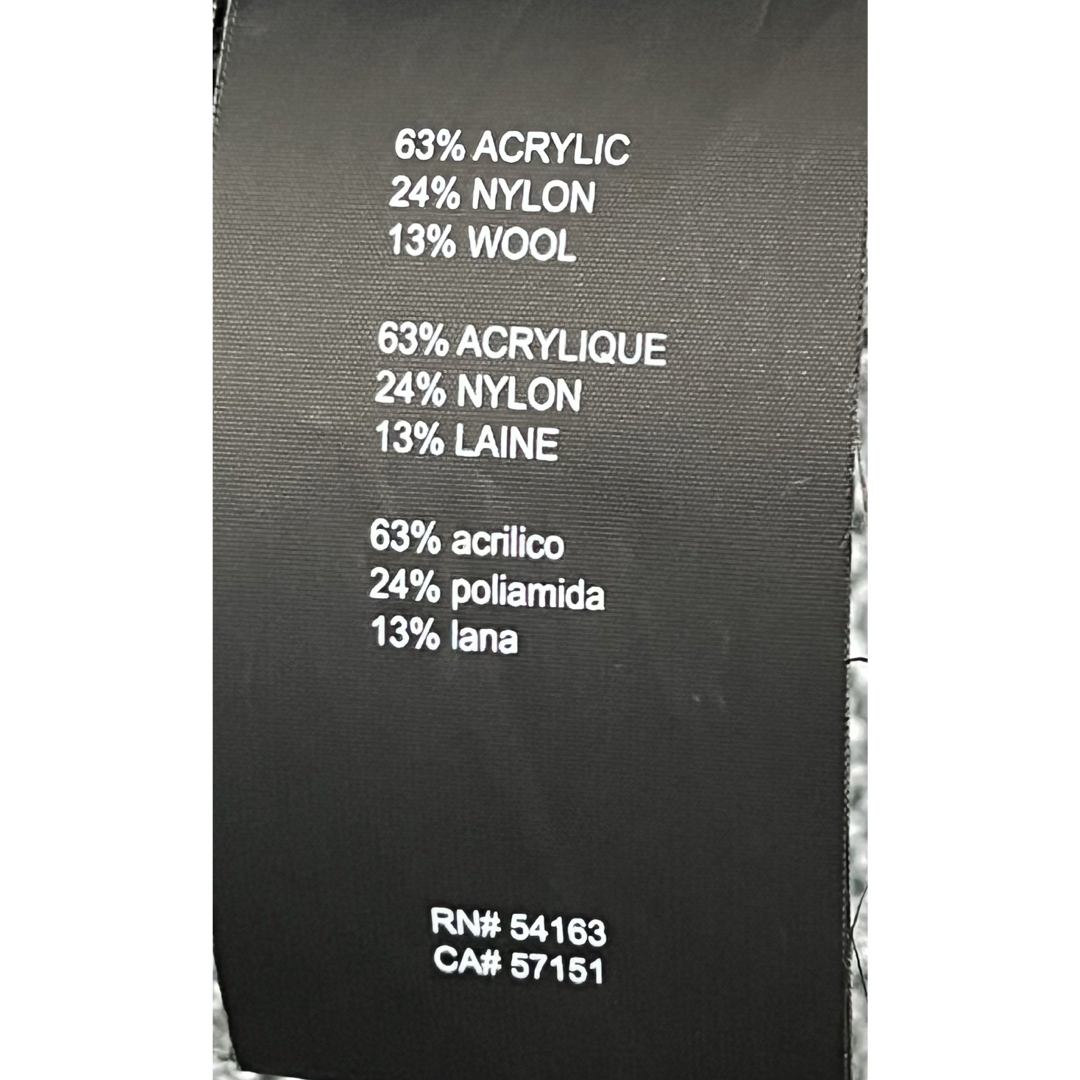 63% ACRYLIC
24% NYLON
13% WOOL
63% ACRYLIQUE
24% NYLON
13% LAINE
63% acrilico
24% poliamida
13% lana
RN# 54163
CA# 57151